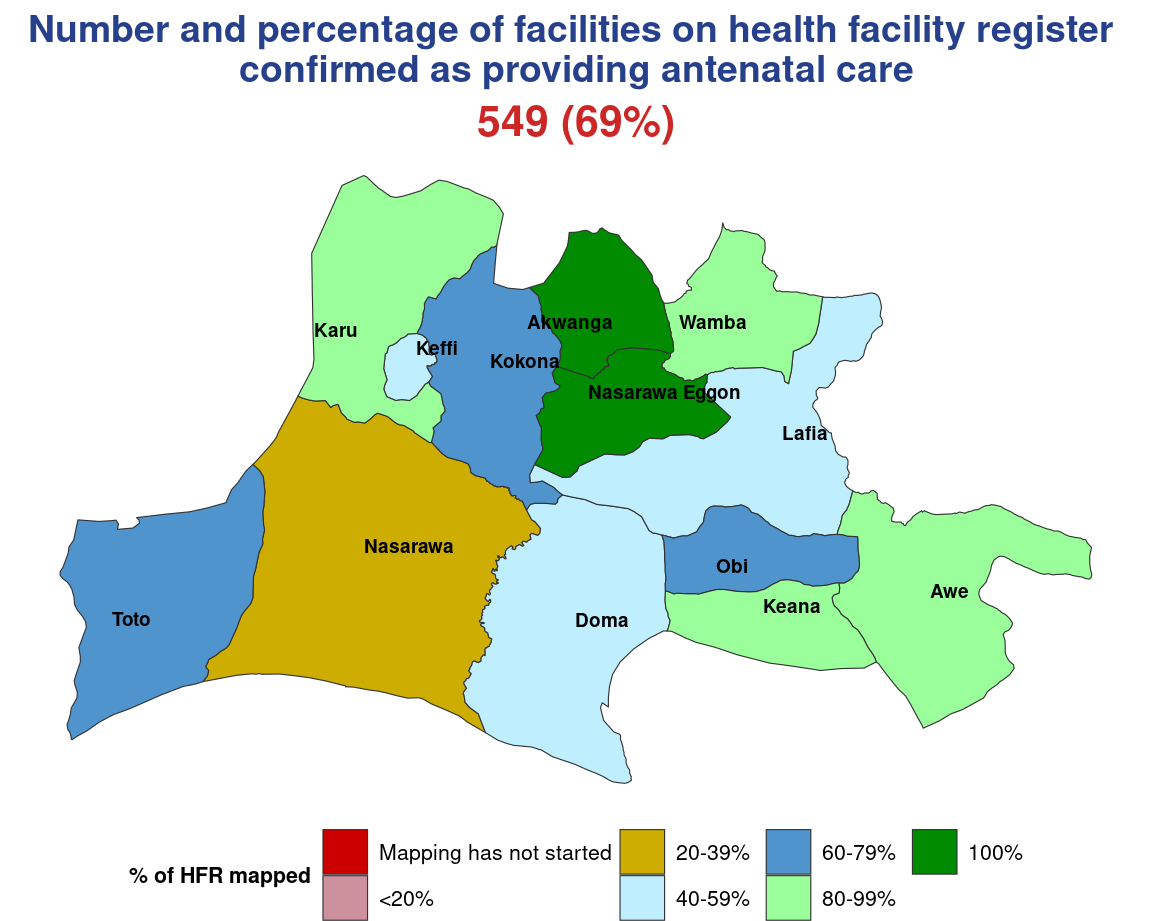 Number and percentage of facilities on health facility register
confirmed as providing antenatal care
549 (69%)
Karu
Keffi
Kokona
Akwanga
Wamba
Nasarawa Eggon
Lafia
Nasarawa
Toto
Doma
Obi
Keana
Awe
% of HFR mapped
Mapping has not started
<20%
20-39%
40-59%
60-79%
80-99%
100%